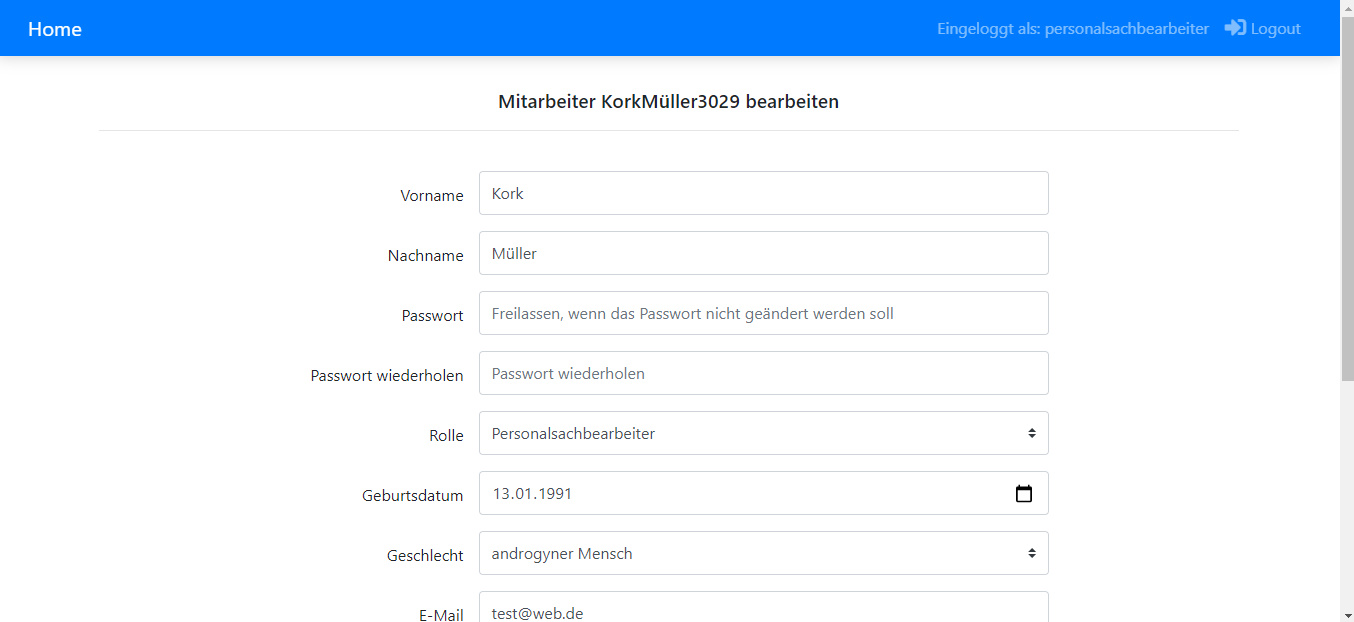 Home
Eingeloggt als: personalsachbearbeiter Logout
Mitarbeiter KorkMüller3029 bearbeiten
Vorname Kork
Nachname Müller
Passwort Freilassen, wenn das Passwort nicht geändert werden soll
Passwort wiederholen Passwort wiederholen
Rolle Personalsachbearbeiter
Geburtsdatum 13.01.1991
Geschlecht androgyner Mensch
E-Mail test@web.de